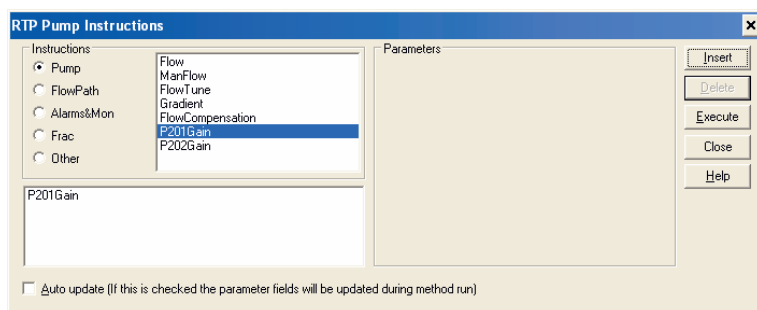 RTP Pump Instructions
Instructions
Pump
FlowPath
Alarms&Mon
Frac
Other
Flow
ManFlow
FlowTune
Gradient
FlowCompensation
P201Gain
P202Gain
Parameters
Insert
Delete
Execute
Close
Help
P201Gain
Auto update (If this is checked the parameter fields will be updated during method run)